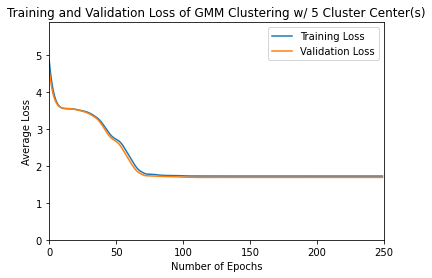 Training and Validation Loss of GMM Clustering w/ 5 Cluster Center(s)
Training Loss
Validation Loss
Average Loss
5
4
3
2
1
0
0 50 100 150 200 250
Number of Epochs